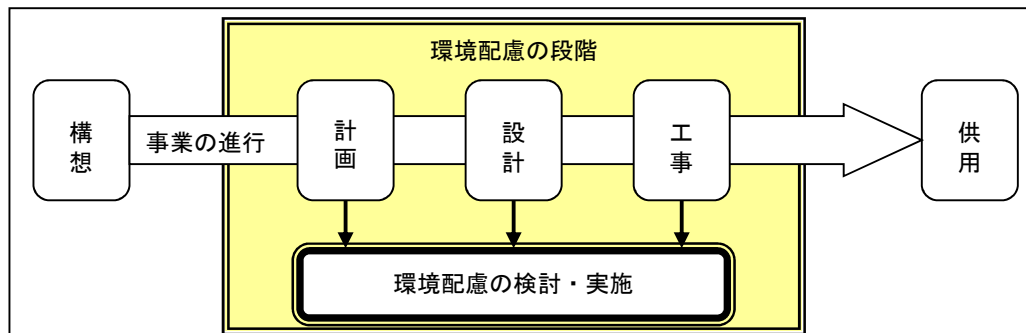 環境配慮の段階
構想
事業の進行
計画
設計
工事
供用
環境配慮の検討・実施